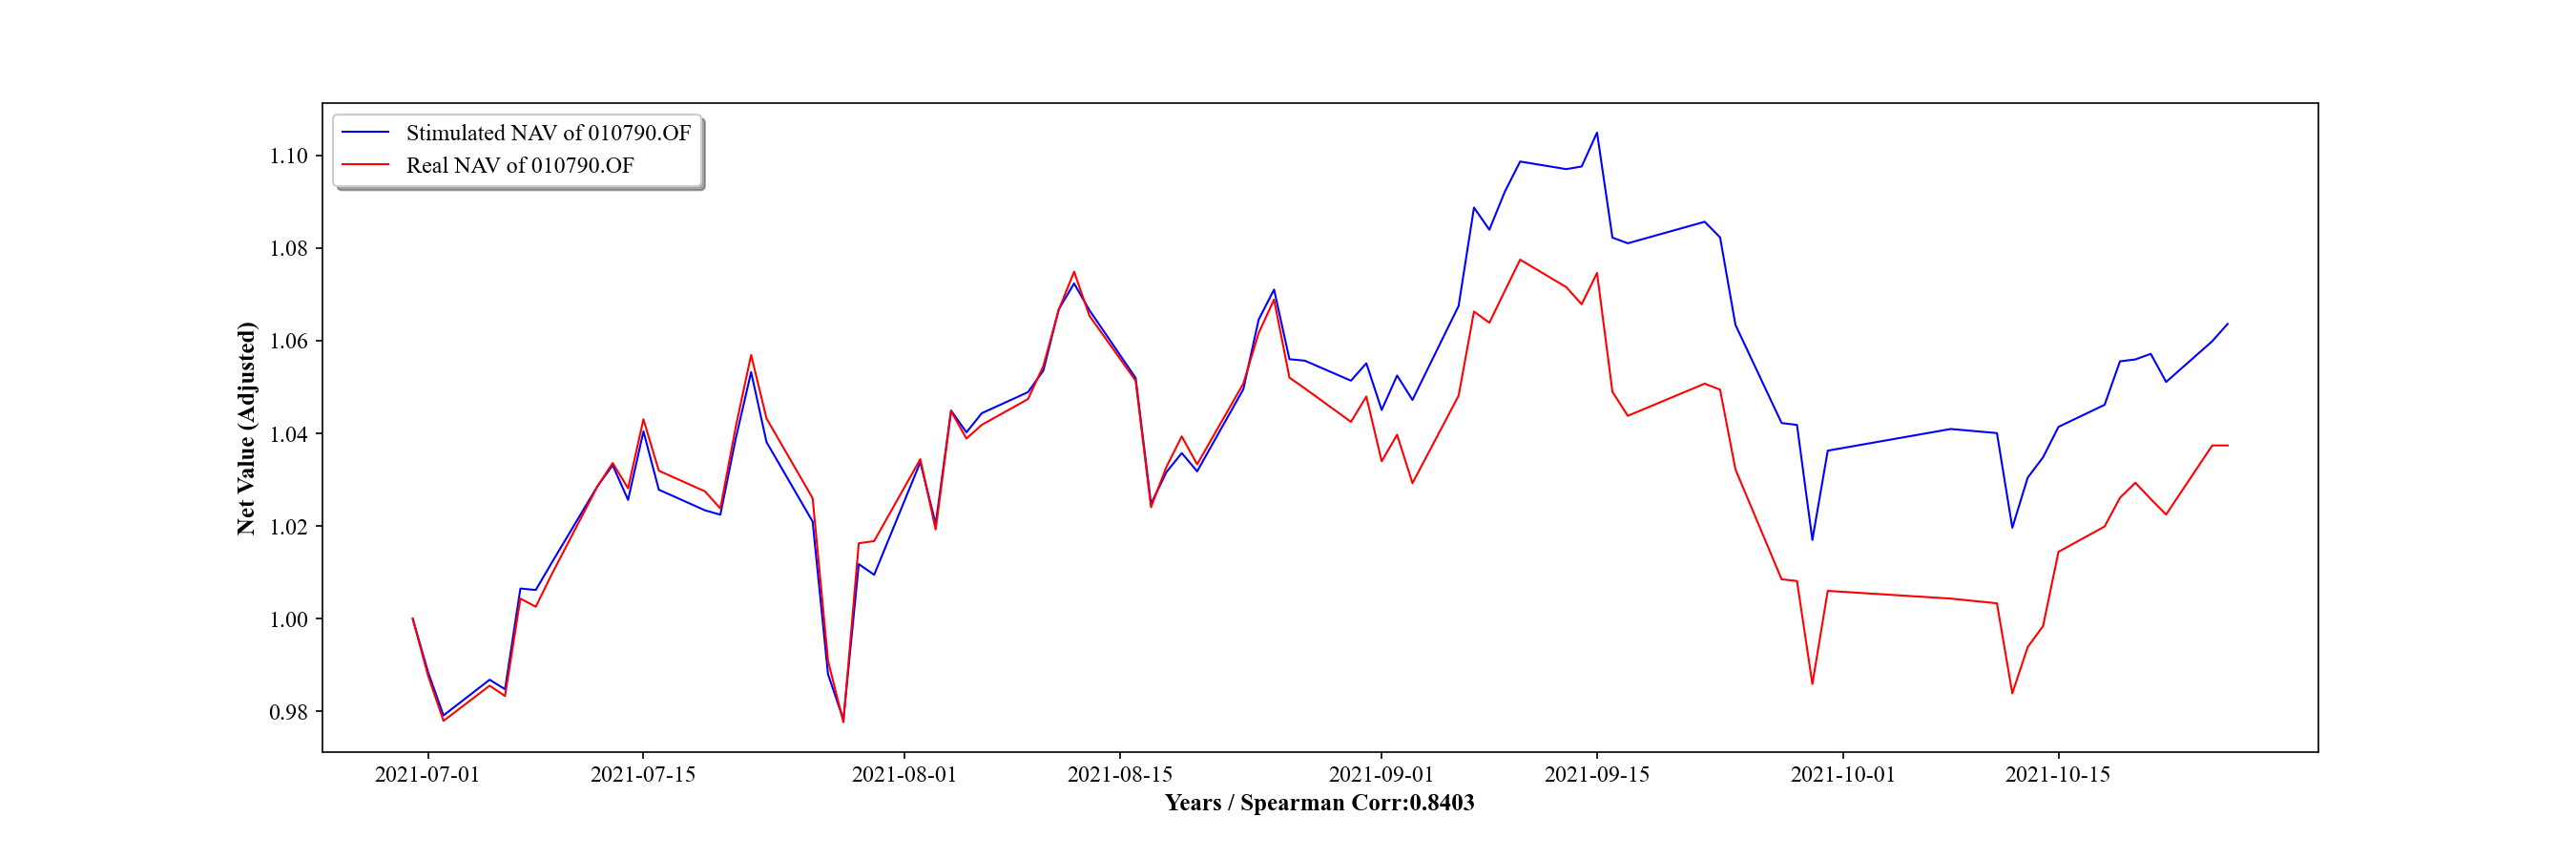 Stimulated NAV of 010790.OF
Real NAV of 010790.OF
1.10
1.08
1.06
1.04
1.02
1.00
0.98
Net Value (Adjusted)
2021-07-01 2021-07-15 2021-08-01 2021-08-15 2021-09-01 2021-09-15 2021-10-01 2021-10-15
Years / Spearman Corr:0.8403